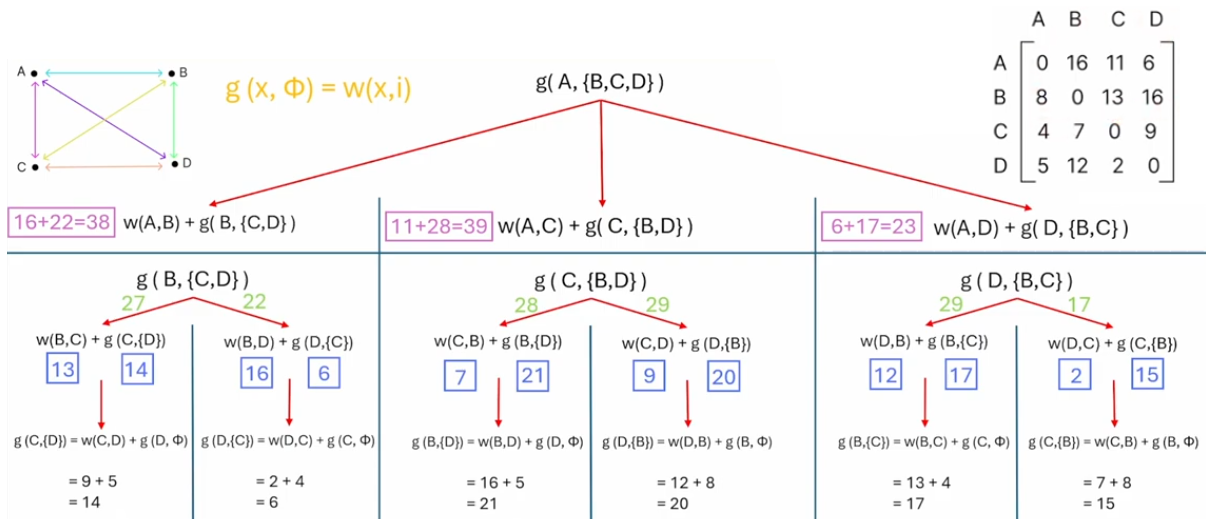 A B C D
A 0 16 11 6
B 8 0 13 16
C 4 7 0 9
D 5 12 2 0
A B
C D
g (x, Φ) = w(x,i)
g( A, {B,C,D} )
16+22=38 w(A,B) + g( B, {C,D} )
11+28=39 w(A,C) + g( C, {B,D} )
6+17=23 w(A,D) + g( D, {B,C} )
g ( B, {C,D} )
27 22
w(B,C) + g (C,{D})
13 14
g (C,{D}) = w(C,D) + g (D, Φ)
= 9 + 5
= 14
w(B,D) + g (D,{C})
16 6
g (D,{C}) = w(D,C) + g (C, Φ)
= 2 + 4
= 6
g ( C, {B,D} )
28 29
w(C,B) + g (B,{D})
7 21
g (B,{D}) = w(B,D) + g (D, Φ)
= 16 + 5
= 21
w(C,D) + g (D,{B})
9 20
g (D,{B}) = w(D,B) + g (B, Φ)
= 12 + 8
= 20
g ( D, {B,C} )
29 17
w(D,B) + g (B,{C})
12 17
g (B,{C}) = w(B,C) + g (C, Φ)
= 13 + 4
= 17
w(D,C) + g (C,{B})
2 15
g (C,{B}) = w(C,B) + g (B, Φ)
= 7 + 8
= 15